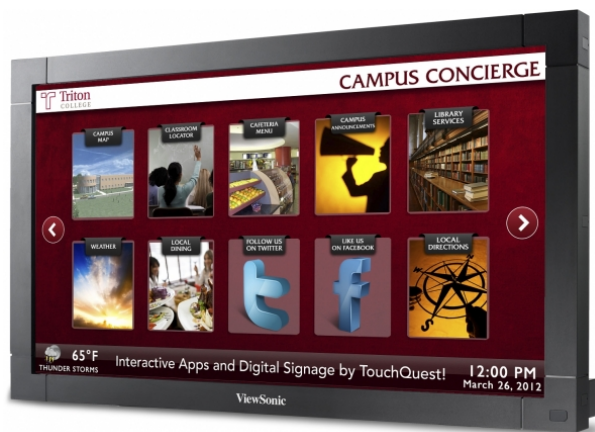 Triton
COLLEGE
CAMPUS CONCIERGE
CAMPUS
MAP
CLASSROOM
LOCATOR
CAFETERIA
MENU
CAMPUS
ANNOUNCEMENTS
LIBRARY
SERVICES
WEATHER
LOCAL
DINING
FOLLOW US
ON TWITTER
LIKE US
ON FACEBOOK
LOCAL
DIRECTIONS
65°F
THUNDER STORMS
Interactive Apps and Digital Signage by TouchQuest!
12:00 PM
March 26, 2012
ViewSonic